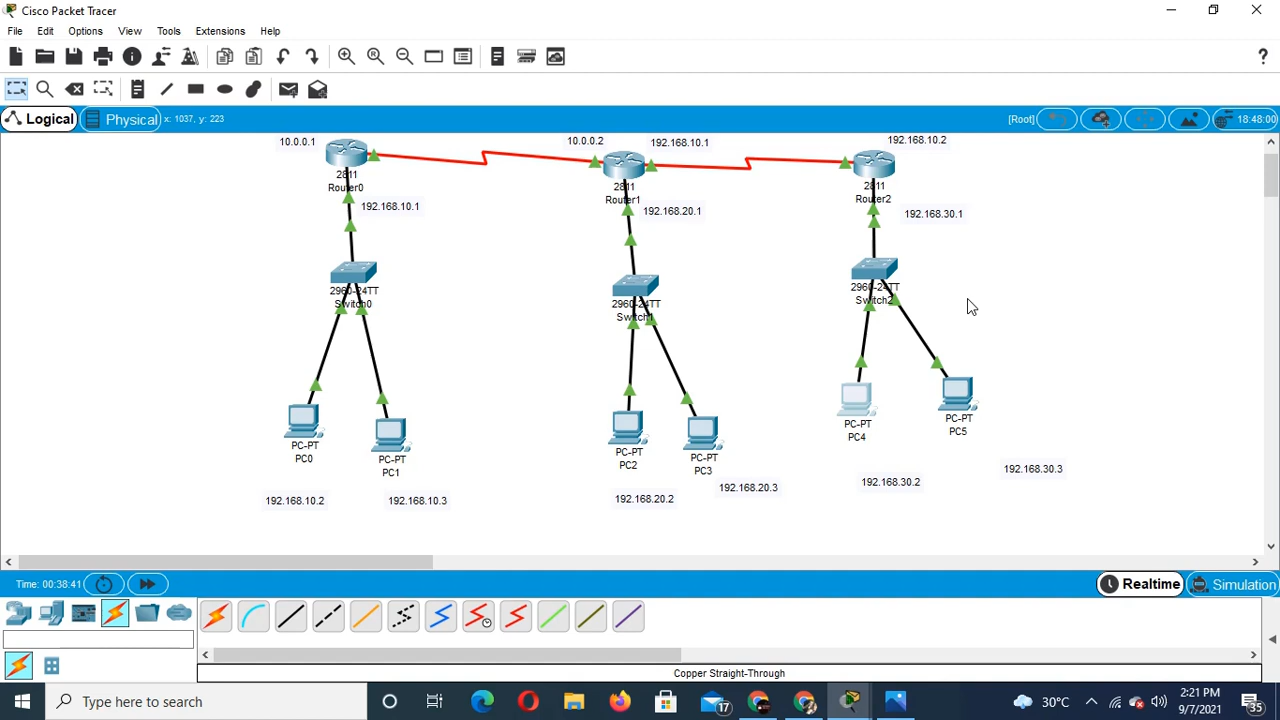 Cisco Packet Tracer
File Edit Options View Tools Extensions Help
Logical Physical x: 1037, y: 223 [Root] 18:48:00
10.0.0.1 10.0.0.2 192.168.10.1 192.168.10.2
2811
Router0
2811
Router1
2811
Router2
192.168.10.1 192.168.20.1 192.168.30.1
2960-24TT
Switch0
2960-24TT
Switch1
2960-24TT
Switch2
PC-PT
PC0
PC-PT
PC1
PC-PT
PC2
PC-PT
PC3
PC-PT
PC4
PC-PT
PC5
192.168.10.2 192.168.10.3 192.168.20.2 192.168.20.3 192.168.30.2 192.168.30.3
Time: 00:38:41 Realtime Simulation
Copper Straight-Through
Type here to search 17 30°C 2:21 PM
9/7/2021 35